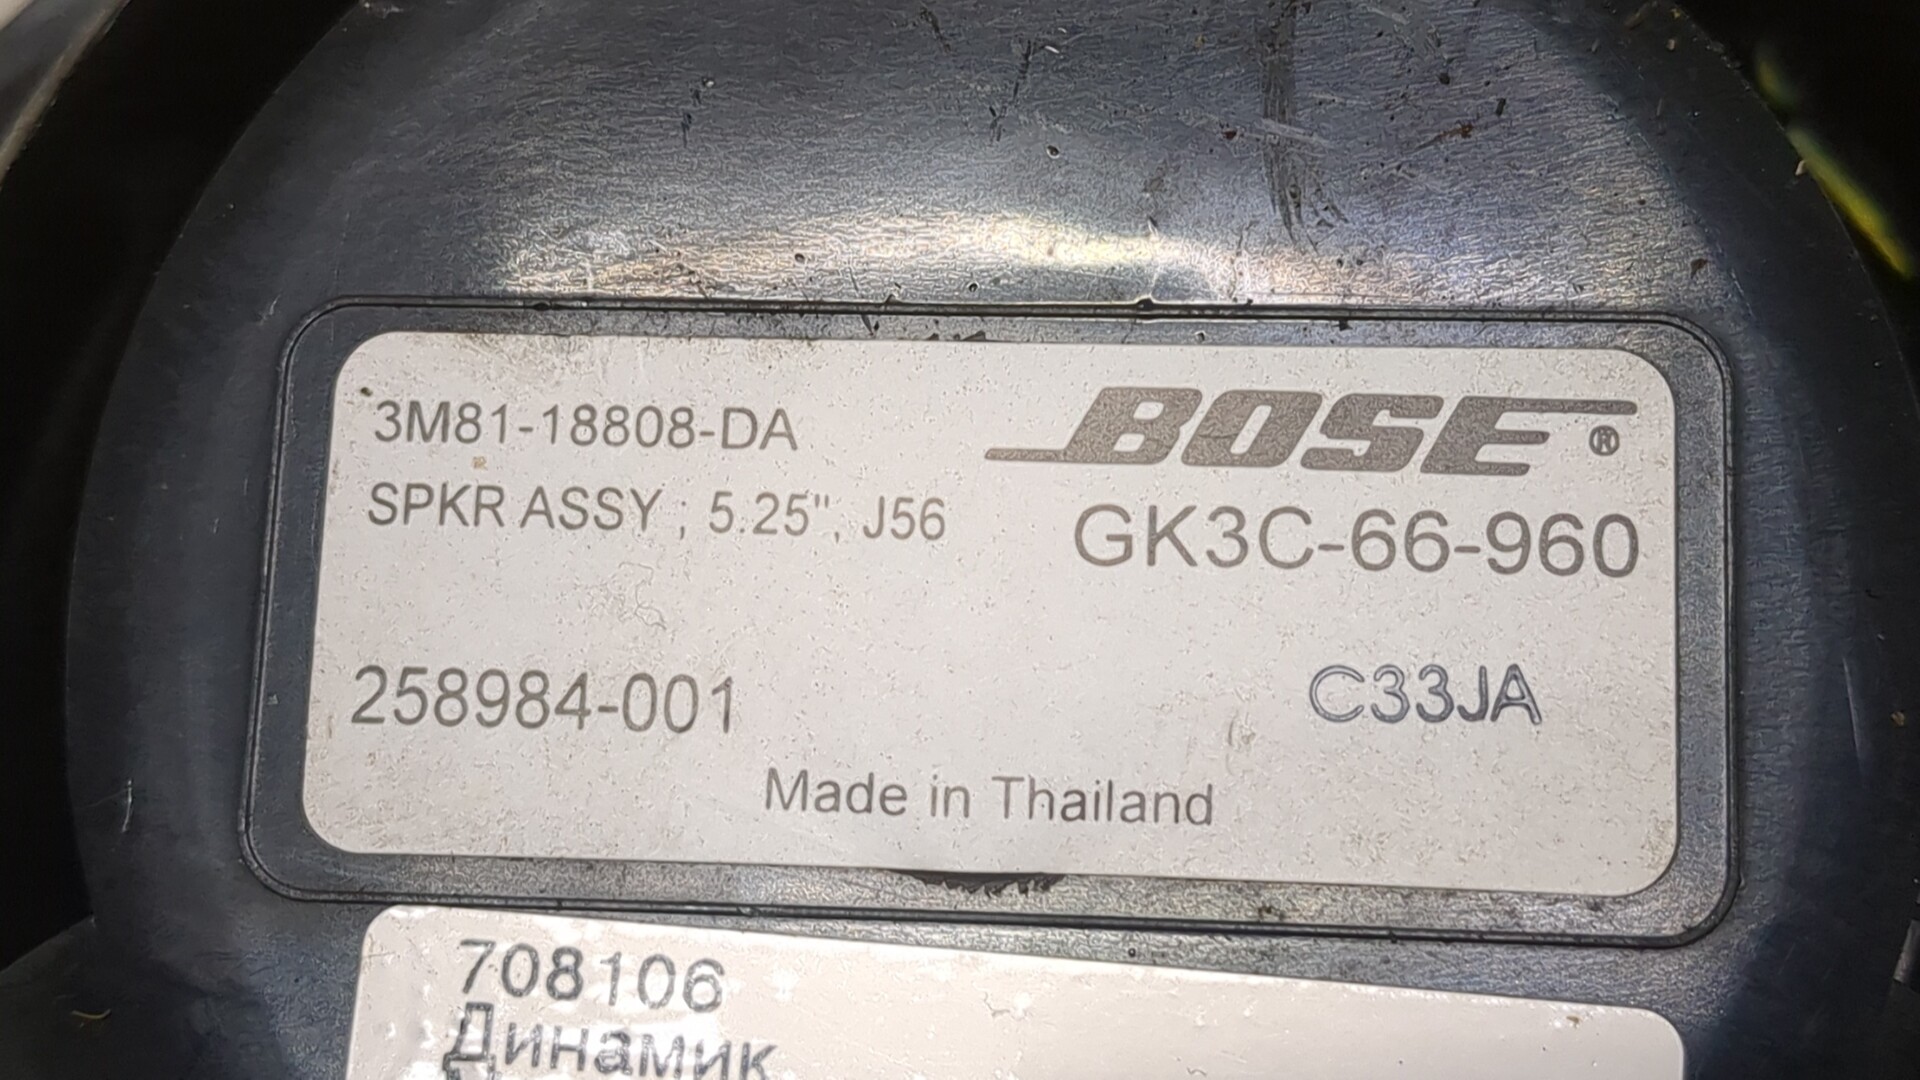 3M81-18808-DA
BOSE®
SPKR ASSY ; 5.25", J56
GK3C-66-960
258984-001
C33JA
Made in Thailand
708106
Динамик